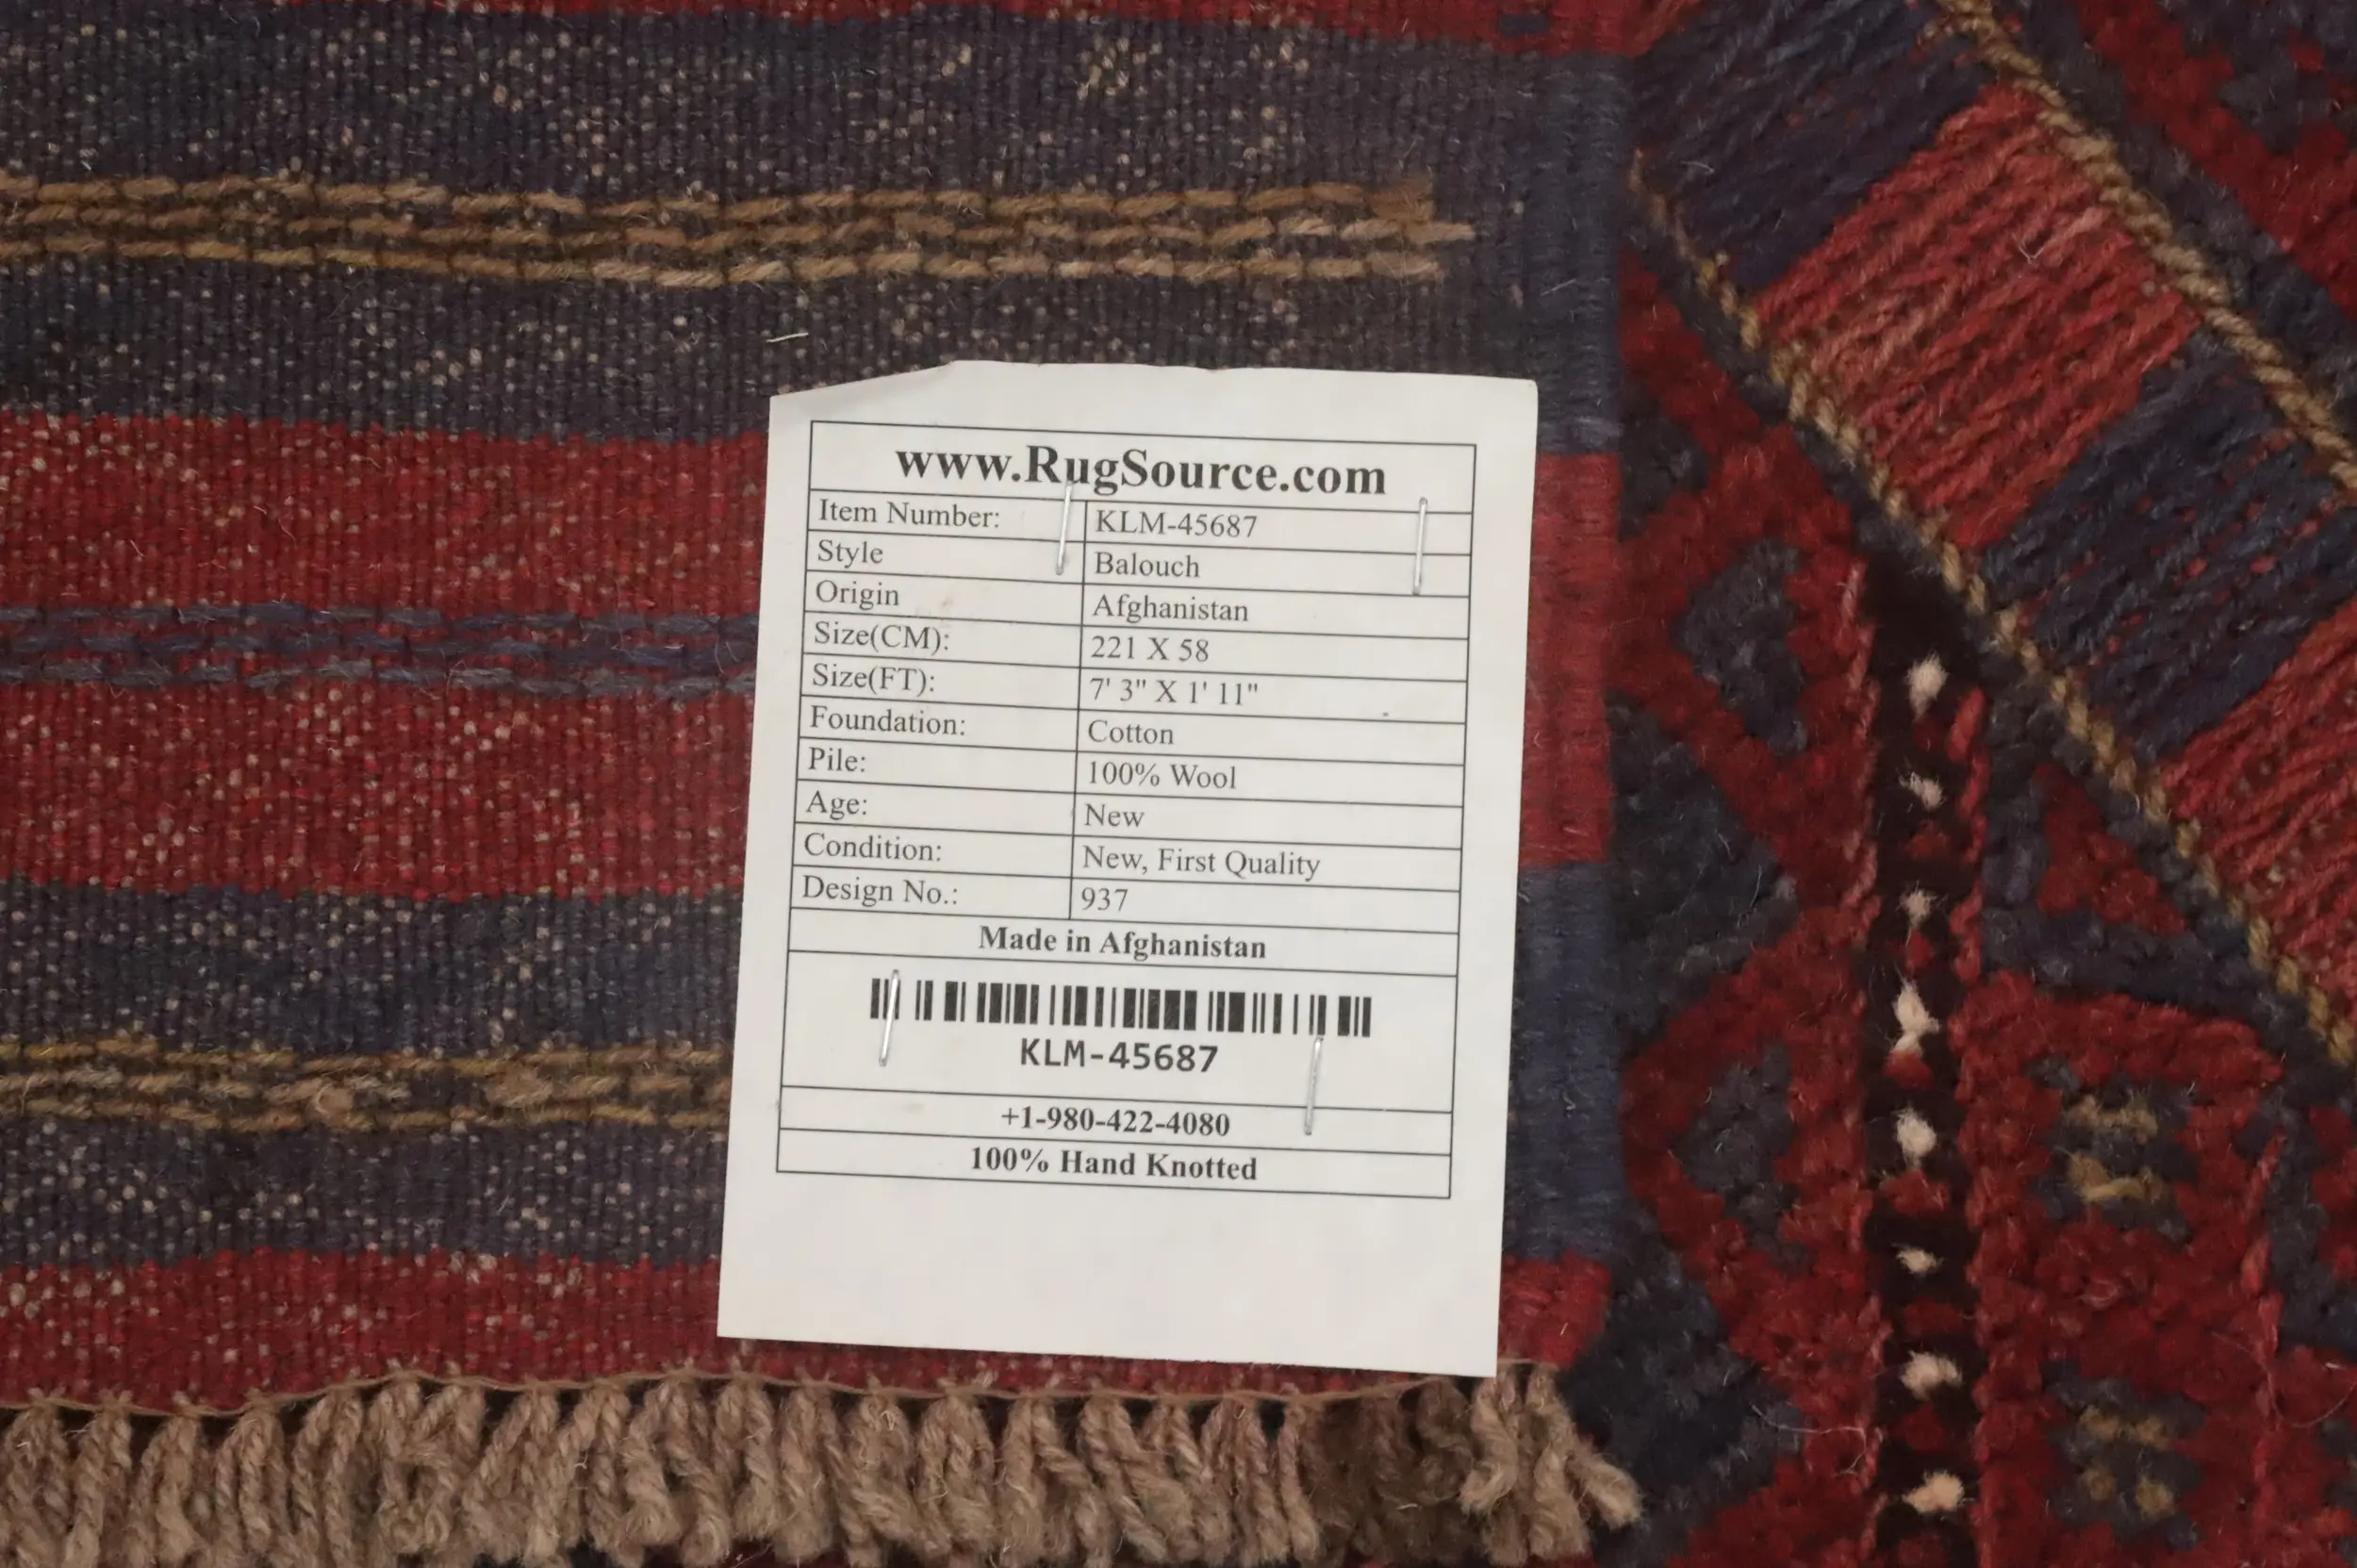 www.RugSource.com
Item Number: KLM-45687
Style Balouch
Origin Afghanistan
Size(CM): 221 X 58
Size(FT): 7' 3" X 1' 11"
Foundation: Cotton
Pile: 100% Wool
Age: New
Condition: New, First Quality
Design No.: 937
Made in Afghanistan
KLM-45687
+1-980-422-4080
100% Hand Knotted